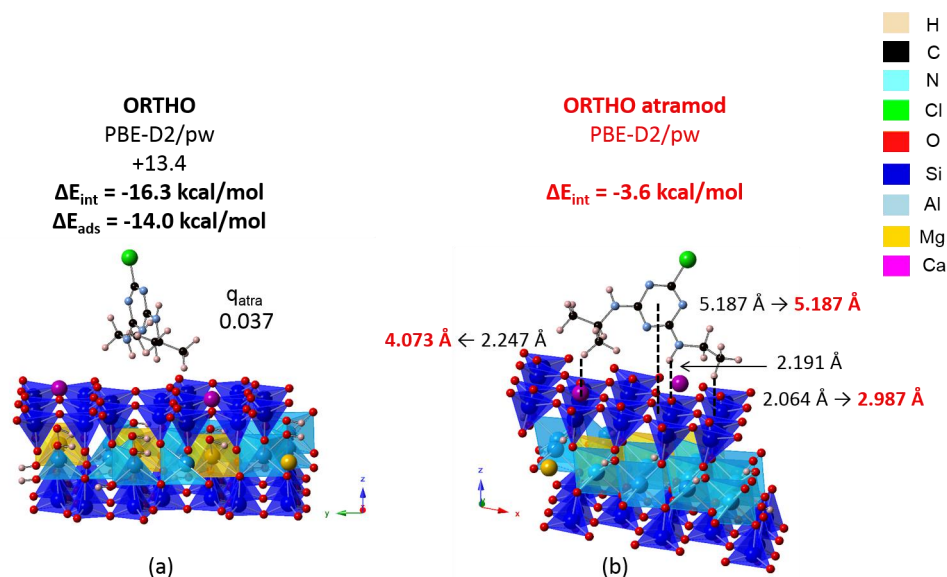 ORTHO
PBE-D2/pw
+13.4
ΔEint = -16.3 kcal/mol
ΔEads = -14.0 kcal/mol
qatra
0.037
z
y
(a)
ORTHO atramod
PBE-D2/pw
ΔEint = -3.6 kcal/mol
5.187 Å → 5.187 Å
4.073 Å ← 2.247 Å
2.191 Å
2.064 Å → 2.987 Å
z
x
(b)
H
C
N
Cl
O
Si
Al
Mg
Ca